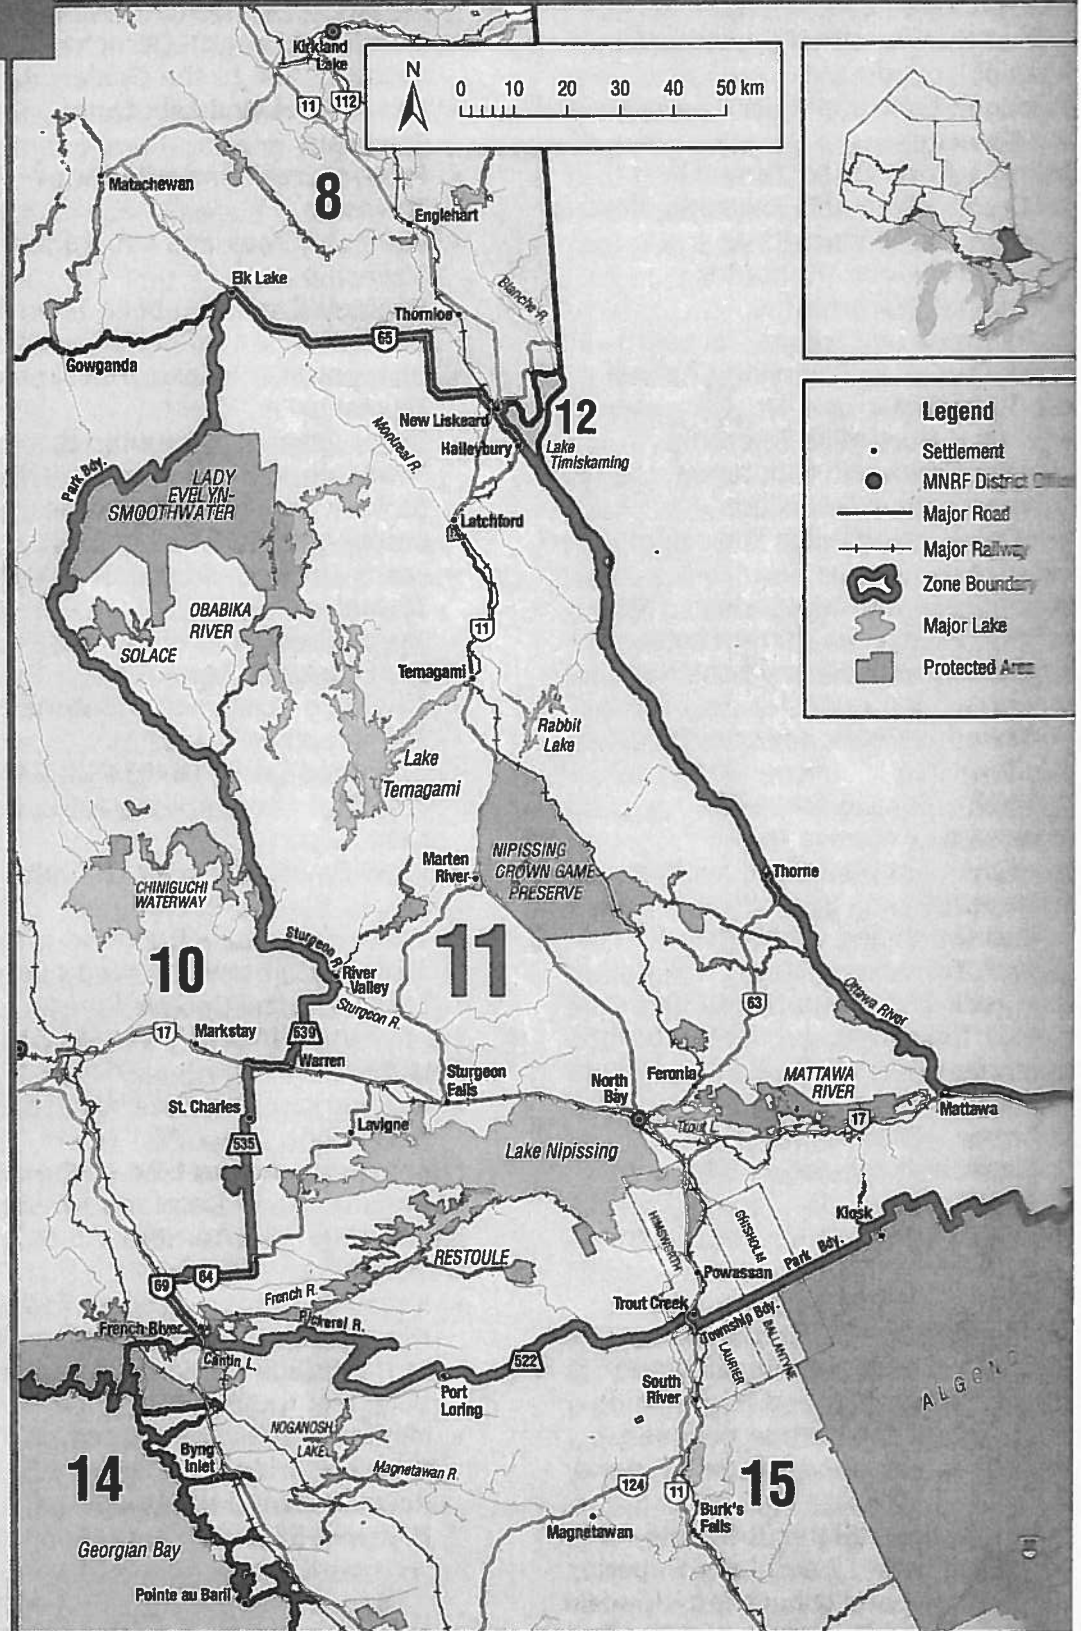 Kirkland
Lake
N
0 10 20 30 40 50 km
11
112
Matachewan
8
Englehart
Elk Lake
Blanche R.
Thornloe
65
Gowganda
New Liskeard
12
Haileybury
Lake
Timiskaming
Montreal R.
Park Bdy.
LADY
EVELYN-
SMOOTHWATER
Latchford
OBABIKA
RIVER
SOLACE
11
Temagami
Rabbit
Lake
Lake
Temagami
Legend
Settlement
MNRF District Office
Major Road
Major Railway
Zone Boundary
Major Lake
Protected Area
Marten
River
NIPISSING
CROWN GAME
PRESERVE
Thorne
CHINIGUCHI
WATERWAY
10
Sturgeon R.
River
Valley
11
Sturgeon R.
63
Ottawa River
17
Markstay
539
Warren
Sturgeon
Falls
North
Bay
Feronia
MATTAWA
RIVER
Mattawa
St. Charles
Lavigne
Trout L.
17
535
Lake Nipissing
HIMSWORTH
CHISHOLM
Kiosk
Park Bdy.
RESTOULE
Powassan
69
64
French R.
Trout Creek
French River
Pickerel R.
Township Bdy.
Cantin L.
522
LAURIER
BALLANTYNE
Port
Loring
South
River
ALGON
14
NOGANOSH
LAKE
Byng
Inlet
Magnetawan R.
124
11
15
Burk's
Falls
Magnetawan
Georgian Bay
Pointe au Baril